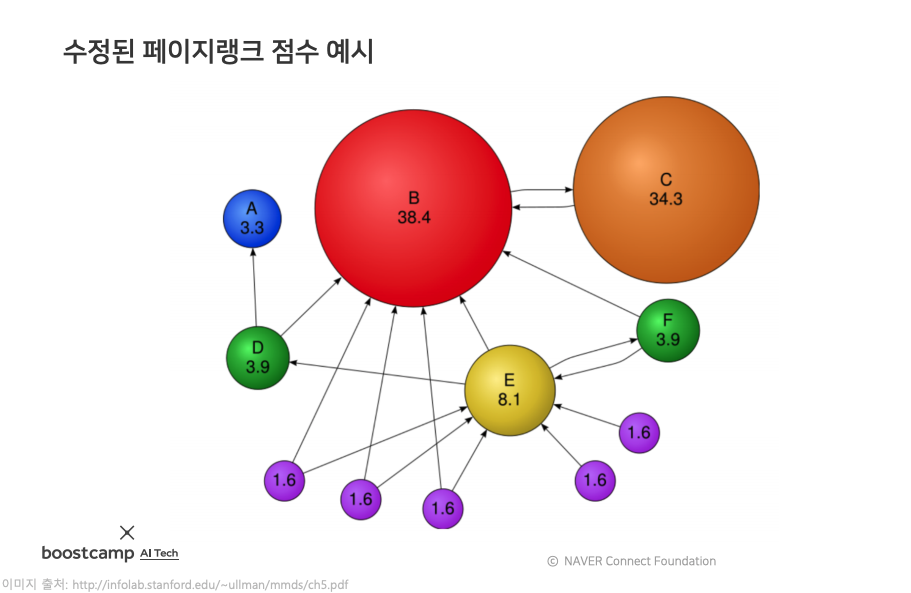 수정된 페이지랭크 점수 예시
A
3.3
B
38.4
C
34.3
D
3.9
E
8.1
F
3.9
1.6
1.6
1.6
1.6
1.6
boostcamp AI Tech
© NAVER Connect Foundation
이미지 출처: http://infolab.stanford.edu/~ullman/mmds/ch5.pdf